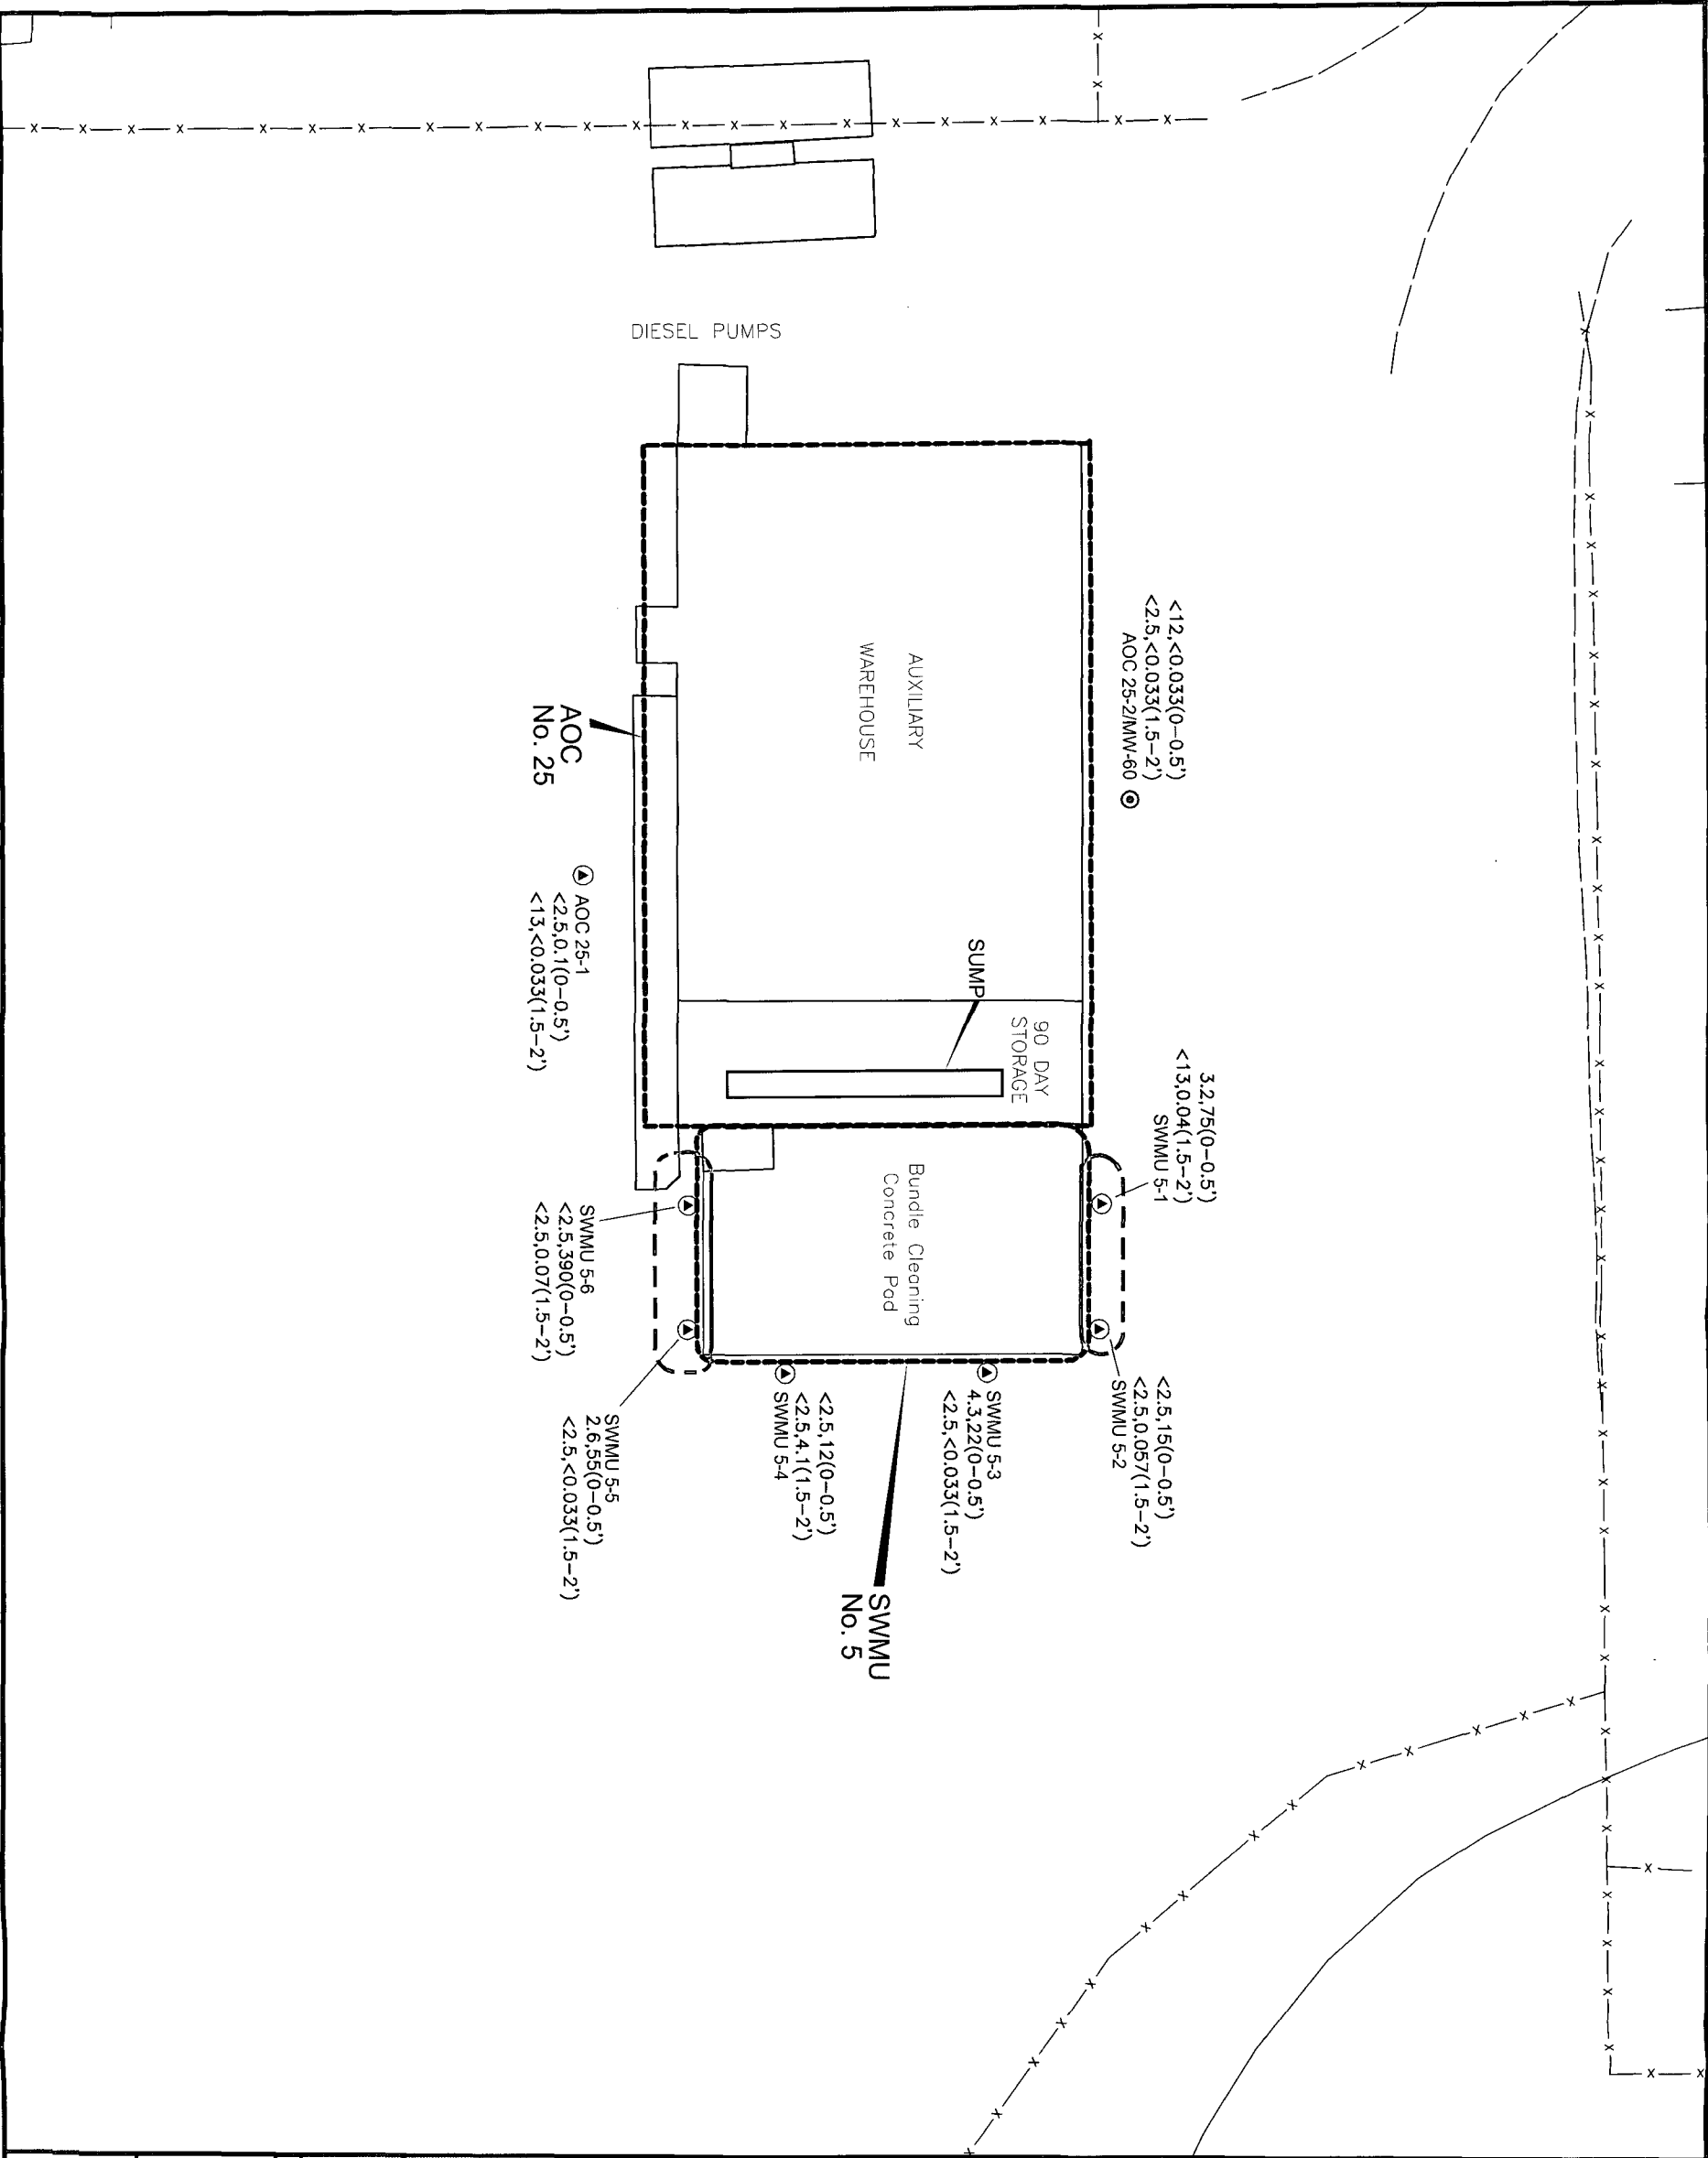 DIESEL PUMPS
<12,<0.033(0-0.5')
<2.5,<0.033(1.5-2')
AOC 25-2/MW-60
AUXILIARY
WAREHOUSE
AOC
No. 25
AOC 25-1
<2.5,0.1(0-0.5')
<13,<0.033(1.5-2')
SUMP
90 DAY
STORAGE
3.2,75(0-0.5')
<13,0.04(1.5-2')
SWMU 5-1
Bundle Cleaning
Concrete Pad
SWMU 5-6
<2.5,390(0-0.5')
<2.5,0.07(1.5-2')
<2.5,15(0-0.5')
<2.5,0.057(1.5-2')
SWMU 5-2
SWMU 5-3
4.3,22(0-0.5')
<2.5,<0.033(1.5-2')
<2.5,12(0-0.5')
<2.5,4.1(1.5-2')
SWMU 5-4
SWMU 5-5
2.6,55(0-0.5')
<2.5,<0.033(1.5-2')
SWMU
No. 5